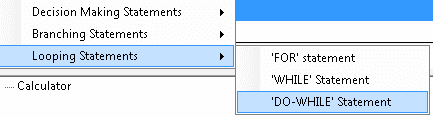 Decision Making Statements
Branching Statements
Looping Statements
'FOR' statement
'WHILE' Statement
'DO-WHILE' Statement
Calculator